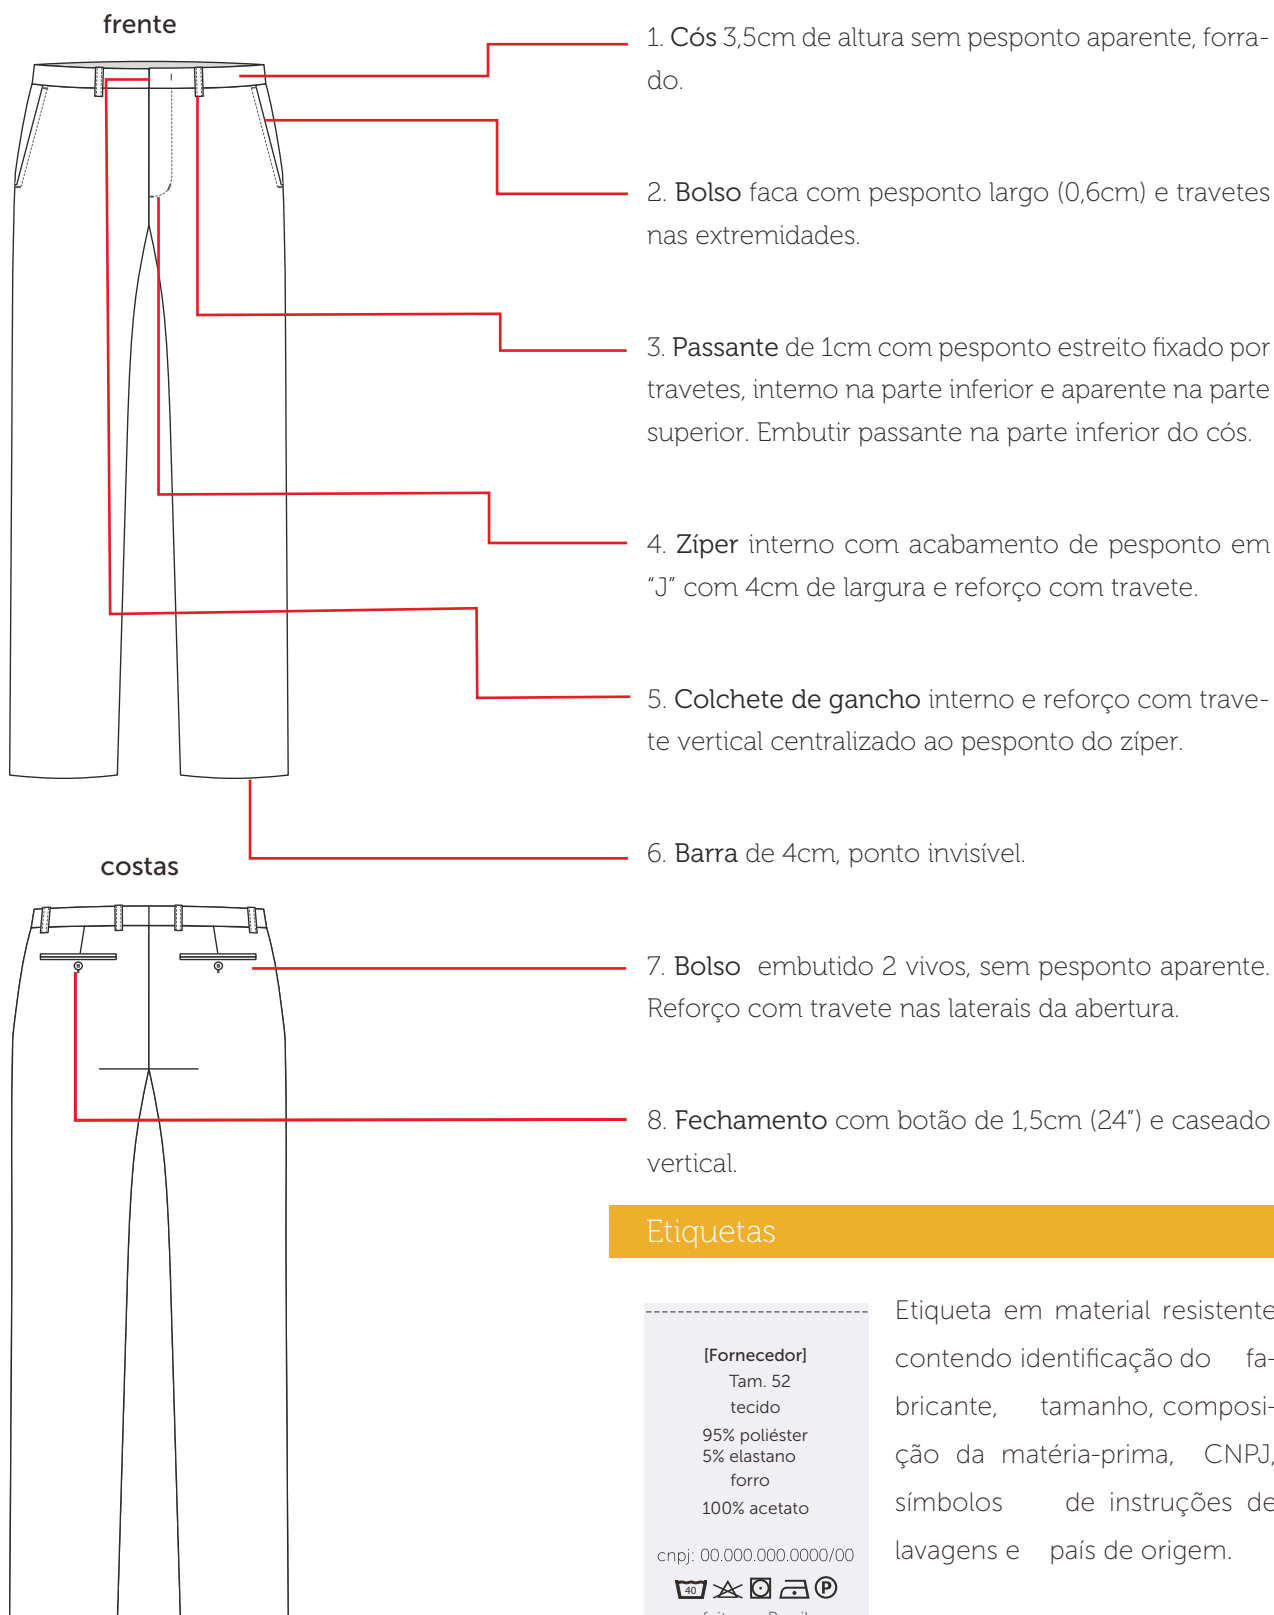 frente
1. Cós 3,5cm de altura sem pesponto aparente, forra-
do.
2. Bolso faca com pesponto largo (0,6cm) e travetes
nas extremidades.
3. Passante de 1cm com pesponto estreito fixado por
travetes, interno na parte inferior e aparente na parte
superior. Embutir passante na parte inferior do cós.
4. Zíper interno com acabamento de pesponto em
“J” com 4cm de largura e reforço com travete.
5. Colchete de gancho interno e reforço com trave-
te vertical centralizado ao pesponto do zíper.
6. Barra de 4cm, ponto invisível.
costas
7. Bolso embutido 2 vivos, sem pesponto aparente.
Reforço com travete nas laterais da abertura.
8. Fechamento com botão de 1,5cm (24”) e caseado
vertical.
Etiquetas
[Fornecedor]
Tam. 52
tecido
95% poliéster
5% elastano
forro
100% acetato
cnpj: 00.000.000.0000/00
40 P
Etiqueta em material resistente
contendo identificação do fa-
bricante, tamanho, composi-
ção da matéria-prima, CNPJ,
símbolos de instruções de
lavagens e país de origem.